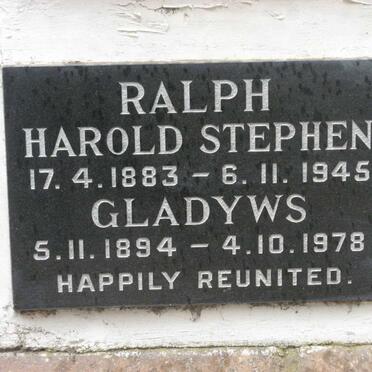 RALPH
HAROLD STEPHEN
17. 4. 1883 – 6. 11. 1945
GLADYWS
5. 11. 1894 – 4. 10. 1978
HAPPILY REUNITED.